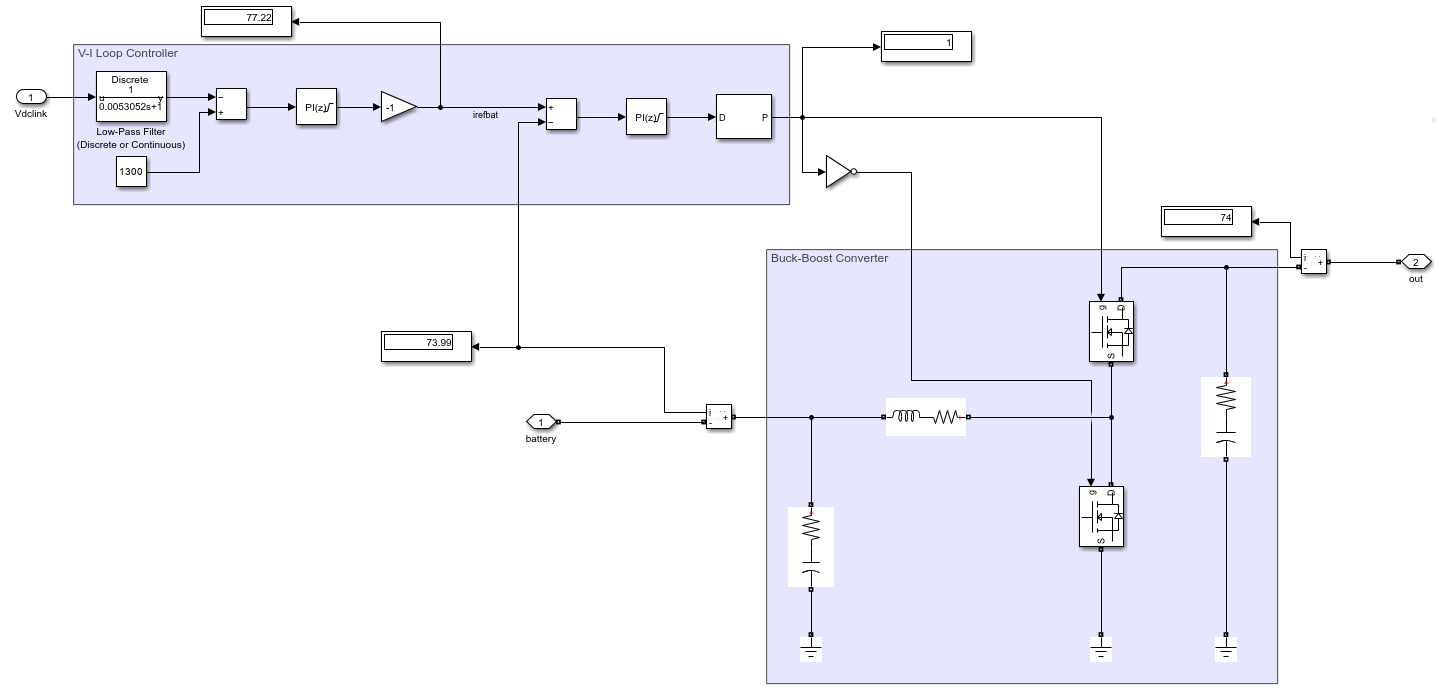 77.22
V-I Loop Controller
1
Vdclink
Discrete
1
u
y
0.0053052s+1
Low-Pass Filter
(Discrete or Continuous)
1300
−
+
PI(z)
-1
irefbat
+
−
PI(z)
D
P
1
74
i
-
+
2
out
Buck-Boost Converter
g
D
S
73.99
1
battery
i
-
+
+
+
+
g
D
S